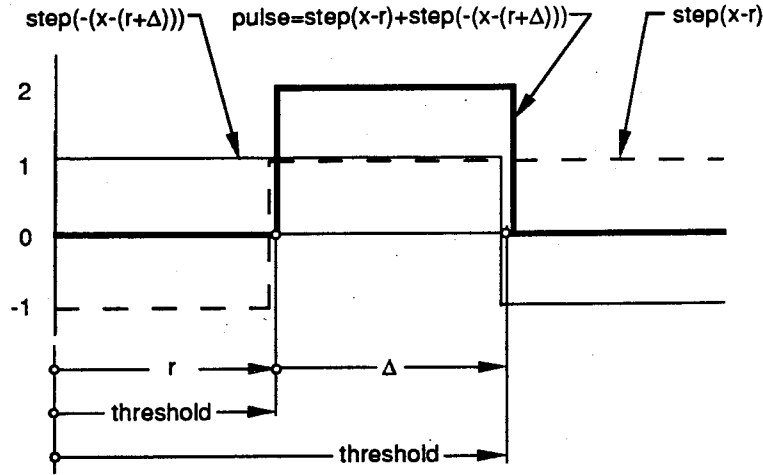 step(-(x-(r+Δ))) pulse=step(x-r)+step(-(x-(r+Δ))) step(x-r)
2
1
0
-1
r Δ
threshold
threshold